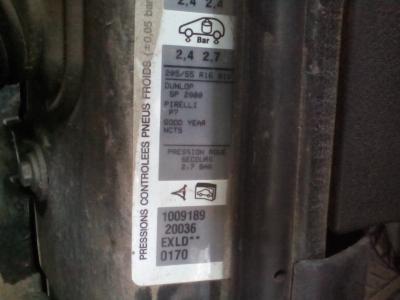 2,4 2,4
Bar
2,4 2,7
205/55 R16 91V
DUNLOP
SP 2000
PIRELLI
P7
GOOD YEAR
NCT5
PRESSION ROUE
SECOURS
2.7 BAR
1009189
20036
EXLD**
0170
PRESSIONS CONTROLEES PNEUS FROIDS (±0,05 bar)